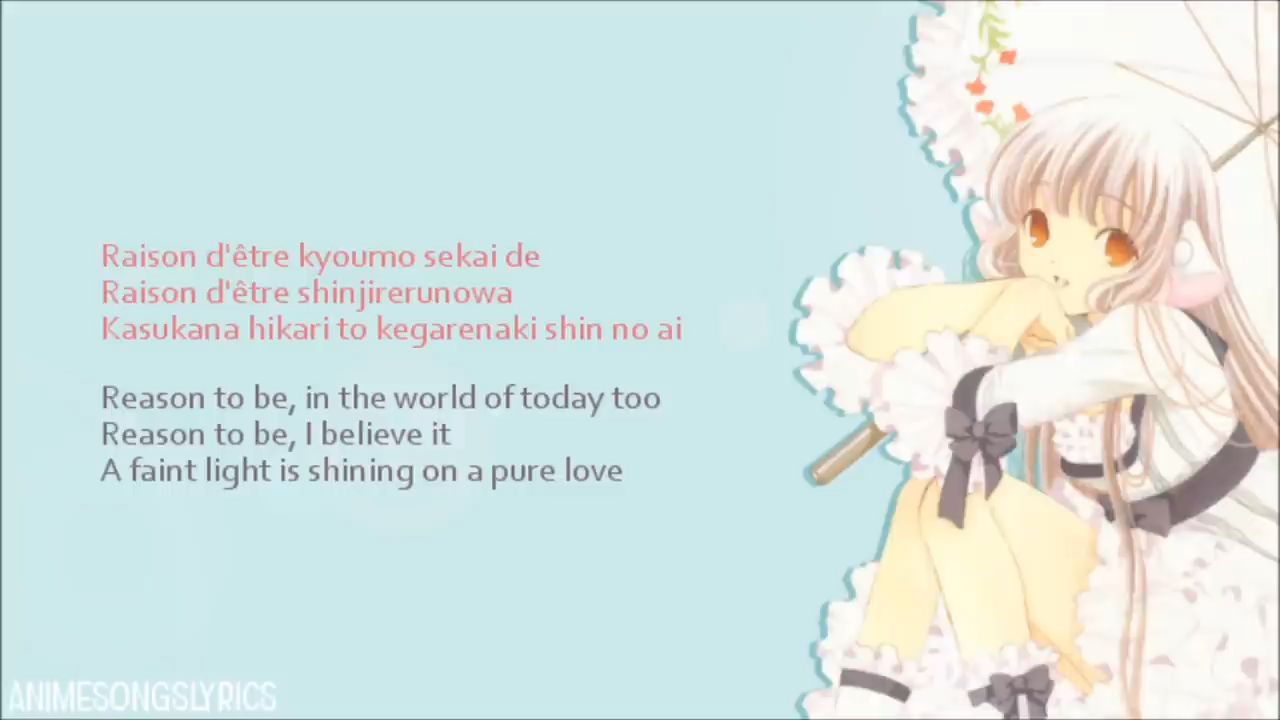 Raison d'être kyoumo sekai de
Raison d'être shinjirerunowa
Kasukana hikari to kegarenaki shin no ai
Reason to be, in the world of today too
Reason to be, I believe it
A faint light is shining on a pure love
ANIMESONGSLYRICS